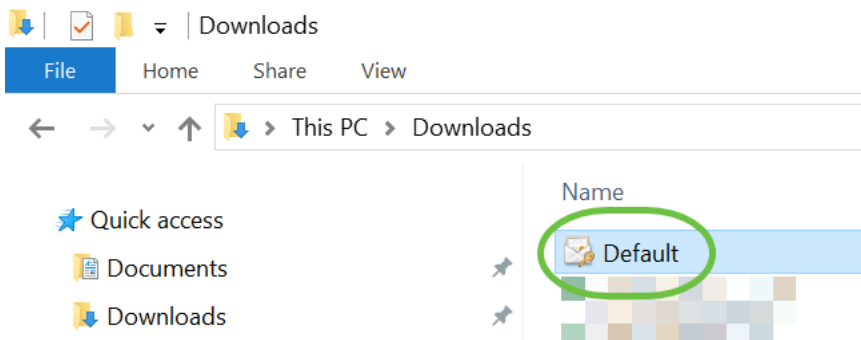 Downloads
File Home Share View
This PC > Downloads
Name
Quick access
Default
Documents
Downloads